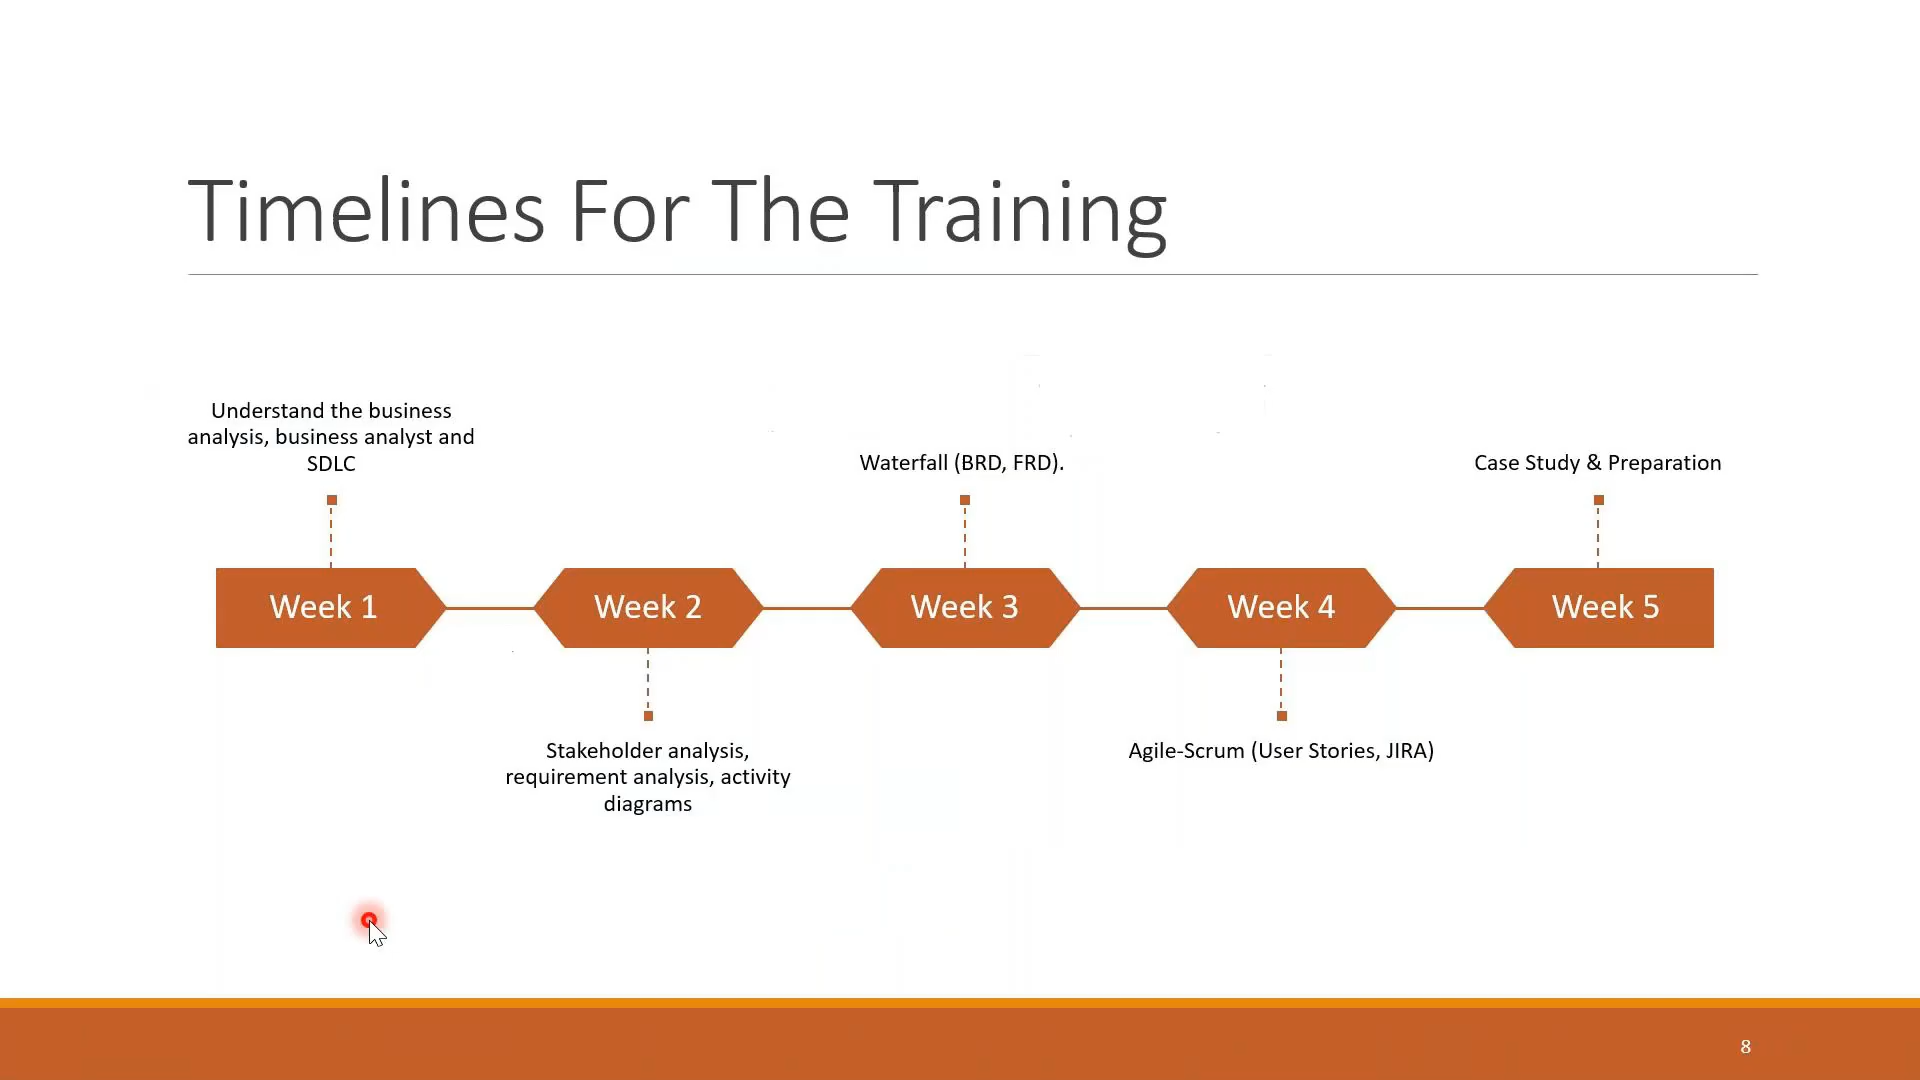 Timelines For The Training
Understand the business
analysis, business analyst and
SDLC
Waterfall (BRD, FRD).
Case Study & Preparation
Week 1
Week 2
Week 3
Week 4
Week 5
Stakeholder analysis,
requirement analysis, activity
diagrams
Agile-Scrum (User Stories, JIRA)
8